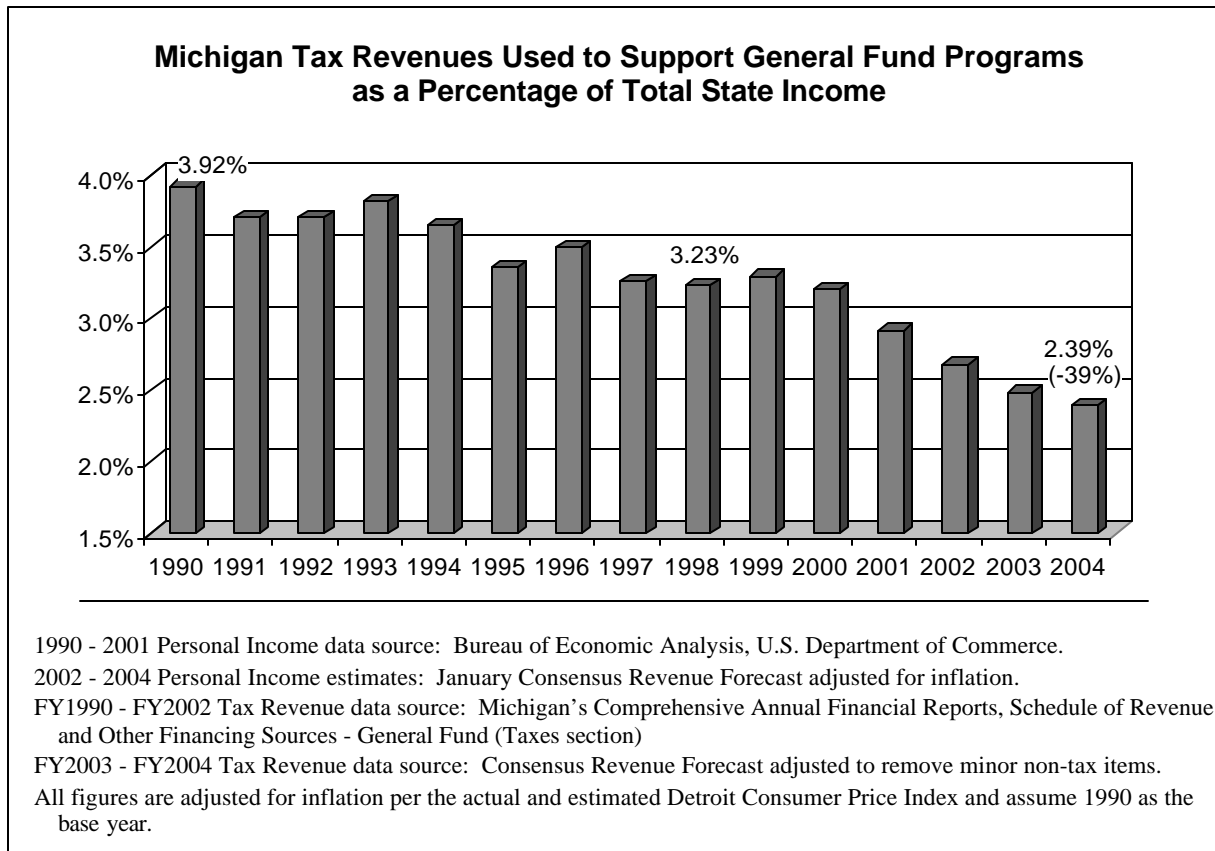 Michigan Tax Revenues Used to Support General Fund Programs
as a Percentage of Total State Income
3.92%
4.0%
3.5%
3.23%
3.0%
2.39%
(-39%)
2.5%
2.0%
1.5%
1990 1991 1992 1993 1994 1995 1996 1997 1998 1999 2000 2001 2002 2003 2004
1990 - 2001 Personal Income data source: Bureau of Economic Analysis, U.S. Department of Commerce.
2002 - 2004 Personal Income estimates: January Consensus Revenue Forecast adjusted for inflation.
FY1990 - FY2002 Tax Revenue data source: Michigan's Comprehensive Annual Financial Reports, Schedule of Revenue
and Other Financing Sources - General Fund (Taxes section)
FY2003 - FY2004 Tax Revenue data source: Consensus Revenue Forecast adjusted to remove minor non-tax items.
All figures are adjusted for inflation per the actual and estimated Detroit Consumer Price Index and assume 1990 as the
base year.